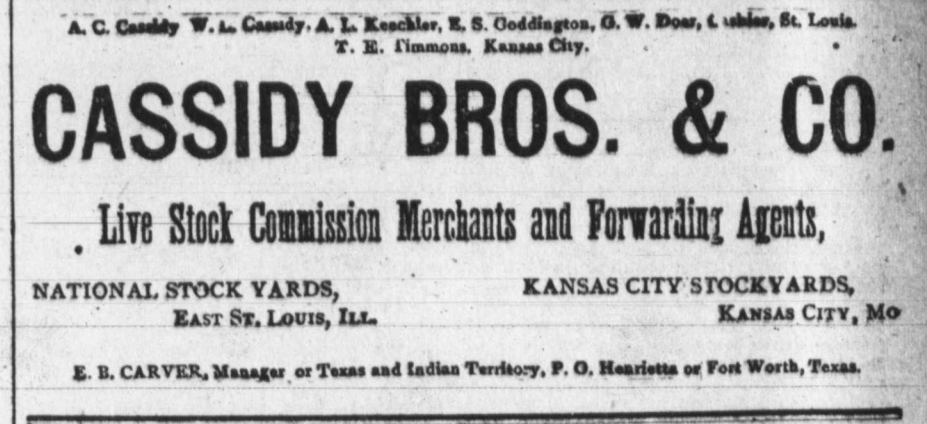 A. C. Cassidy W. L. Cassidy, A. L. Keechler, E. S. Coddington, G. W. Doer, Cashier, St. Louis.
T. E. Timmons, Kansas City.
CASSIDY BROS. & CO.
Live Stock Commission Merchants and Forwarding Agents,
NATIONAL STOCK YARDS,
EAST ST. LOUIS, ILL.
KANSAS CITY STOCKYARDS,
KANSAS CITY, MO
E. B. CARVER, Manager or Texas and Indian Territory, P. O. Henrietta or Fort Worth, Texas.